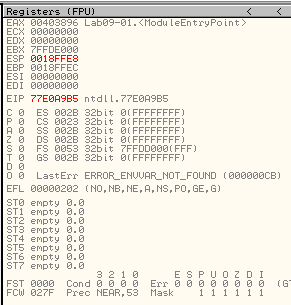 Registers (FPU) < <
EAX 00403896 Lab09-01.<ModuleEntryPoint>
ECX 00000000
EDX 00000000
EBX 7FFDE000
ESP 0018FFE8
EBP 0018FFEC
ESI 00000000
EDI 00000000
EIP 77E0A9B5 ntdll.77E0A9B5
C 0 ES 002B 32bit 0(FFFFFFFF)
P 0 CS 0023 32bit 0(FFFFFFFF)
A 0 SS 002B 32bit 0(FFFFFFFF)
Z 0 DS 002B 32bit 0(FFFFFFFF)
S 0 FS 0053 32bit 7FFDD000(FFF)
T 0 GS 002B 32bit 0(FFFFFFFF)
D 0
O 0 LastErr ERROR_ENVVAR_NOT_FOUND (000000CB)
EFL 00000202 (NO,NB,NE,A,NS,PO,GE,G)
ST0 empty 0.0
ST1 empty 0.0
ST2 empty 0.0
ST3 empty 0.0
ST4 empty 0.0
ST5 empty 0.0
ST6 empty 0.0
ST7 empty 0.0
3 2 1 0 E S P U O Z D I
FST 0000 Cond 0 0 0 0 Err 0 0 0 0 0 0 0 0 (GT
FCW 027F Prec NEAR,53 Mask 1 1 1 1 1 1